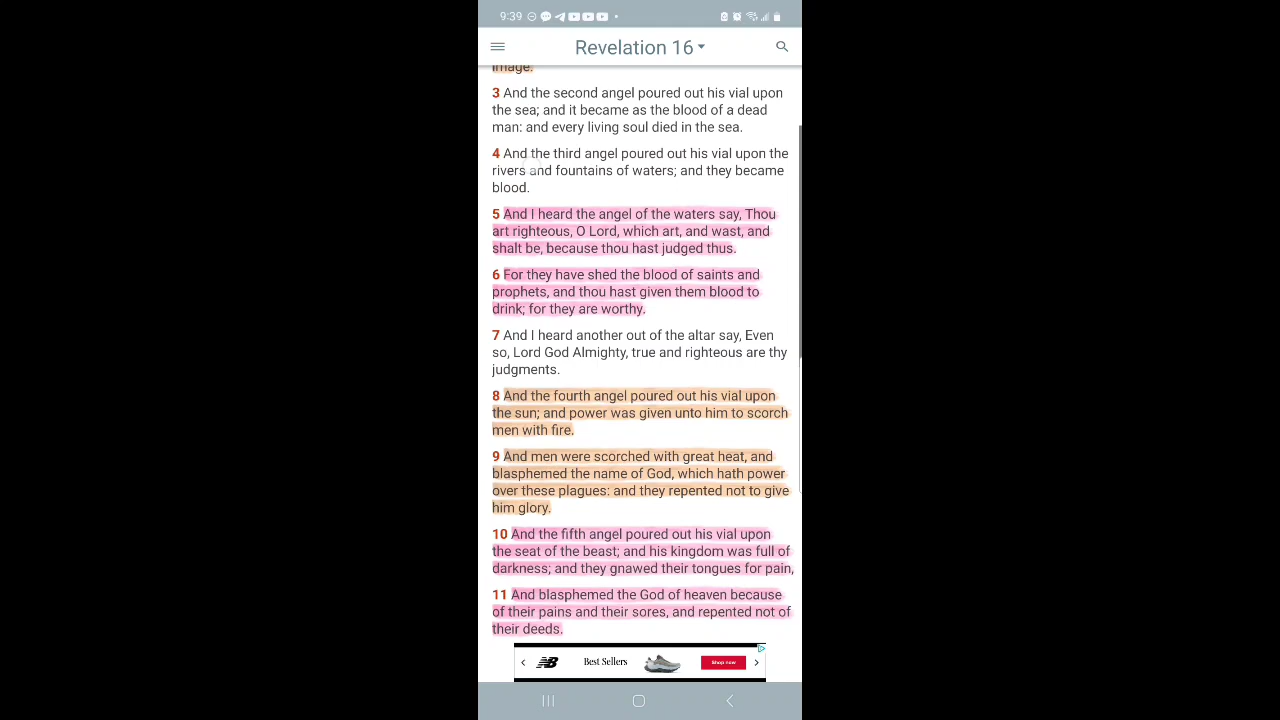 9:39
Revelation 16
image.
3 And the second angel poured out his vial upon
the sea; and it became as the blood of a dead
man: and every living soul died in the sea.
4 And the third angel poured out his vial upon the
rivers and fountains of waters; and they became
blood.
5 And I heard the angel of the waters say, Thou
art righteous, O Lord, which art, and wast, and
shalt be, because thou hast judged thus.
6 For they have shed the blood of saints and
prophets, and thou hast given them blood to
drink; for they are worthy.
7 And I heard another out of the altar say, Even
so, Lord God Almighty, true and righteous are thy
judgments.
8 And the fourth angel poured out his vial upon
the sun; and power was given unto him to scorch
men with fire.
9 And men were scorched with great heat, and
blasphemed the name of God, which hath power
over these plagues: and they repented not to give
him glory.
10 And the fifth angel poured out his vial upon
the seat of the beast; and his kingdom was full of
darkness; and they gnawed their tongues for pain,
11 And blasphemed the God of heaven because
of their pains and their sores, and repented not of
their deeds.
NB Best Sellers Shop now